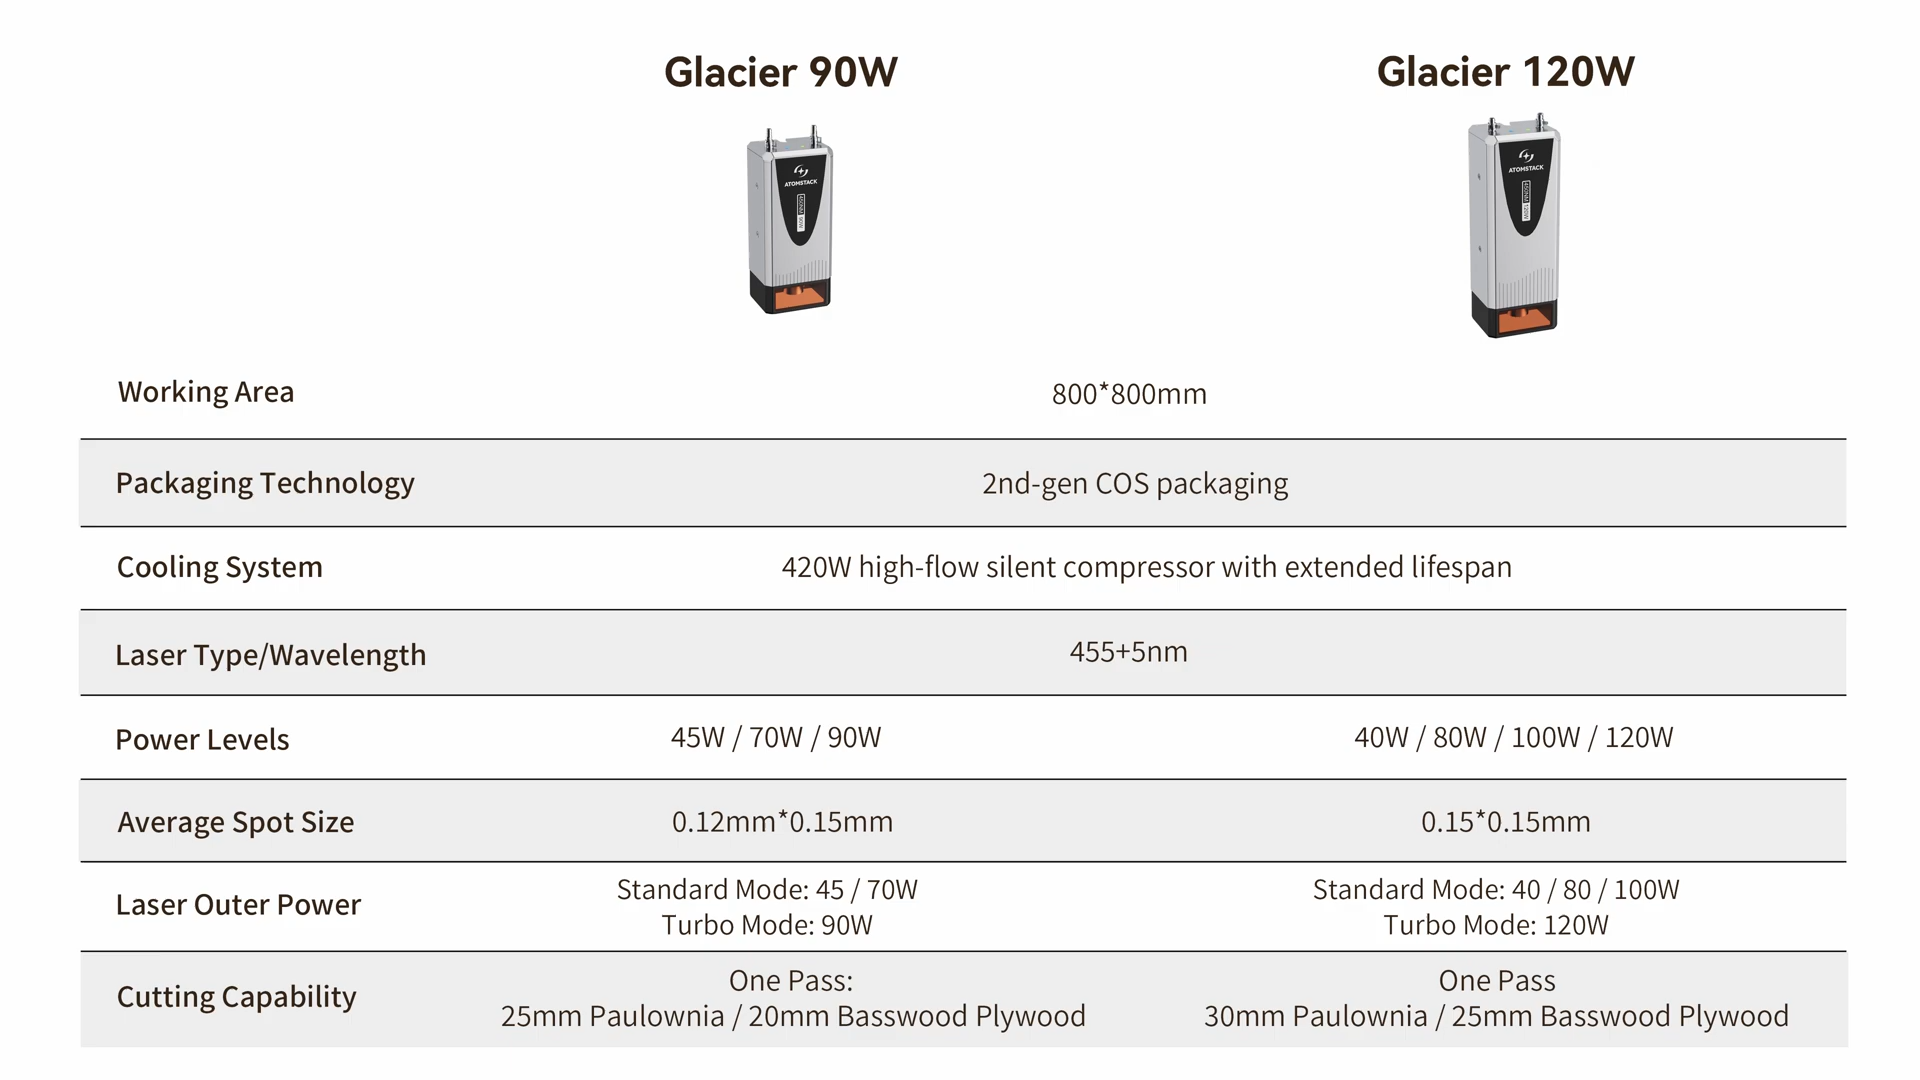 Glacier 90W
Glacier 120W
ATOMSTACK
90W
ATOMSTACK
120W
Working Area
800*800mm
Packaging Technology
2nd-gen COS packaging
Cooling System
420W high-flow silent compressor with extended lifespan
Laser Type/Wavelength
455+5nm
Power Levels
45W / 70W / 90W
40W / 80W / 100W / 120W
Average Spot Size
0.12mm*0.15mm
0.15*0.15mm
Laser Outer Power
Standard Mode: 45 / 70W
Turbo Mode: 90W
Standard Mode: 40 / 80 / 100W
Turbo Mode: 120W
Cutting Capability
One Pass:
25mm Paulownia / 20mm Basswood Plywood
One Pass
30mm Paulownia / 25mm Basswood Plywood